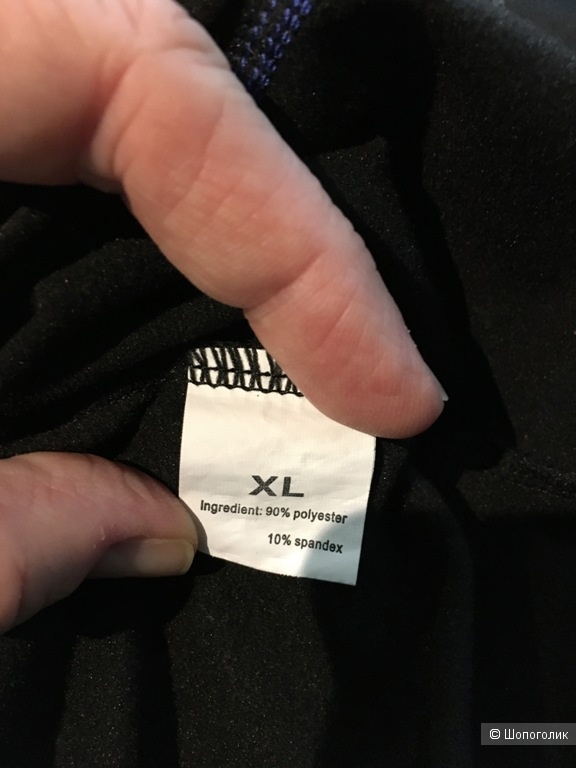 XL
Ingredient: 90% polyester
10% spandex
© Шопоголик